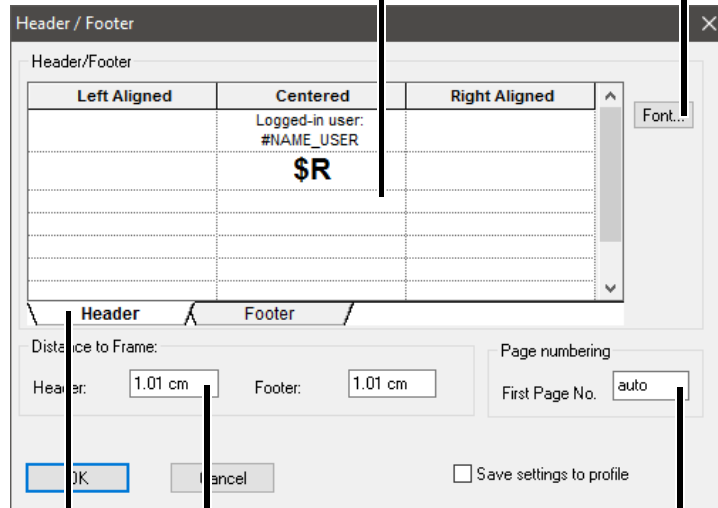 Header / Footer
Header/Footer
Left Aligned Centered Right Aligned
Font...
Logged-in user:
#NAME_USER
$R
Header Footer
Distance to Frame:
Page numbering
Header: 1.01 cm Footer: 1.01 cm
First Page No. auto
OK Cancel
Save settings to profile